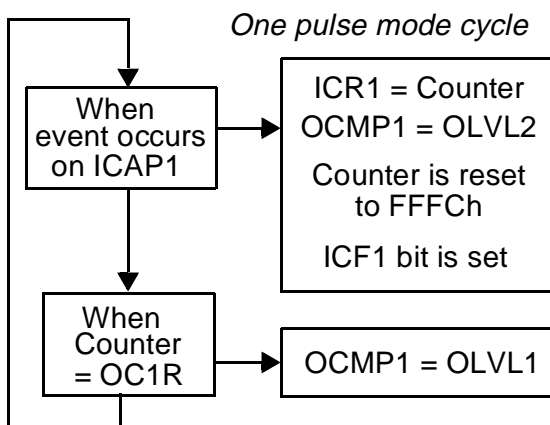 One pulse mode cycle
When
event occurs
on ICAP1
ICR1 = Counter
OCMP1 = OLVL2
Counter is reset
to FFFCh
ICF1 bit is set
When
Counter
= OC1R
OCMP1 = OLVL1